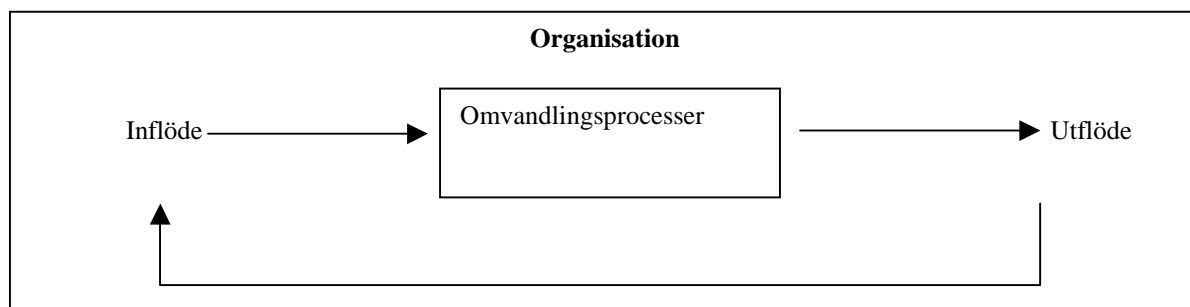 Organisation
Omvandlingsprocesser
Inflöde
Utflöde